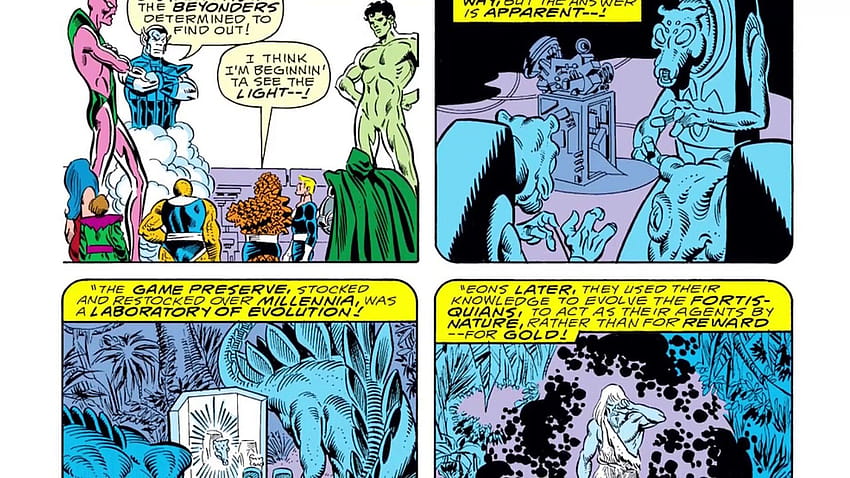 THE BEYONDERS
DETERMINED TO
FIND OUT!
I THINK
I'M BEGINNIN'
TA SEE THE
LIGHT--!
WAY, BUT THE ANSWER
IS APPARENT--!
"THE GAME PRESERVE, STOCKED
AND RESTOCKED OVER MILLENNIA, WAS
A LABORATORY OF EVOLUTION!
"EONS LATER, THEY USED THEIR
KNOWLEDGE TO EVOLVE THE FORTIS-
QUIANS, TO ACT AS THEIR AGENTS BY
NATURE, RATHER THAN FOR REWARD
--FOR GOLD!